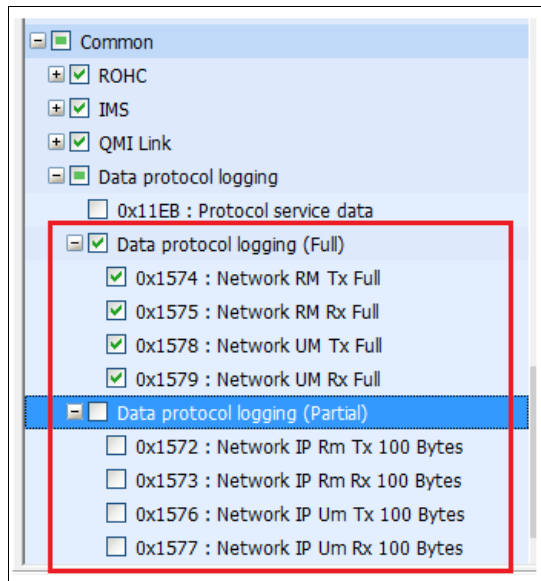 Common
ROHC
IMS
QMI Link
Data protocol logging
0x11EB : Protocol service data
Data protocol logging (Full)
0x1574 : Network RM Tx Full
0x1575 : Network RM Rx Full
0x1578 : Network UM Tx Full
0x1579 : Network UM Rx Full
Data protocol logging (Partial)
0x1572 : Network IP Rm Tx 100 Bytes
0x1573 : Network IP Rm Rx 100 Bytes
0x1576 : Network IP Um Tx 100 Bytes
0x1577 : Network IP Um Rx 100 Bytes